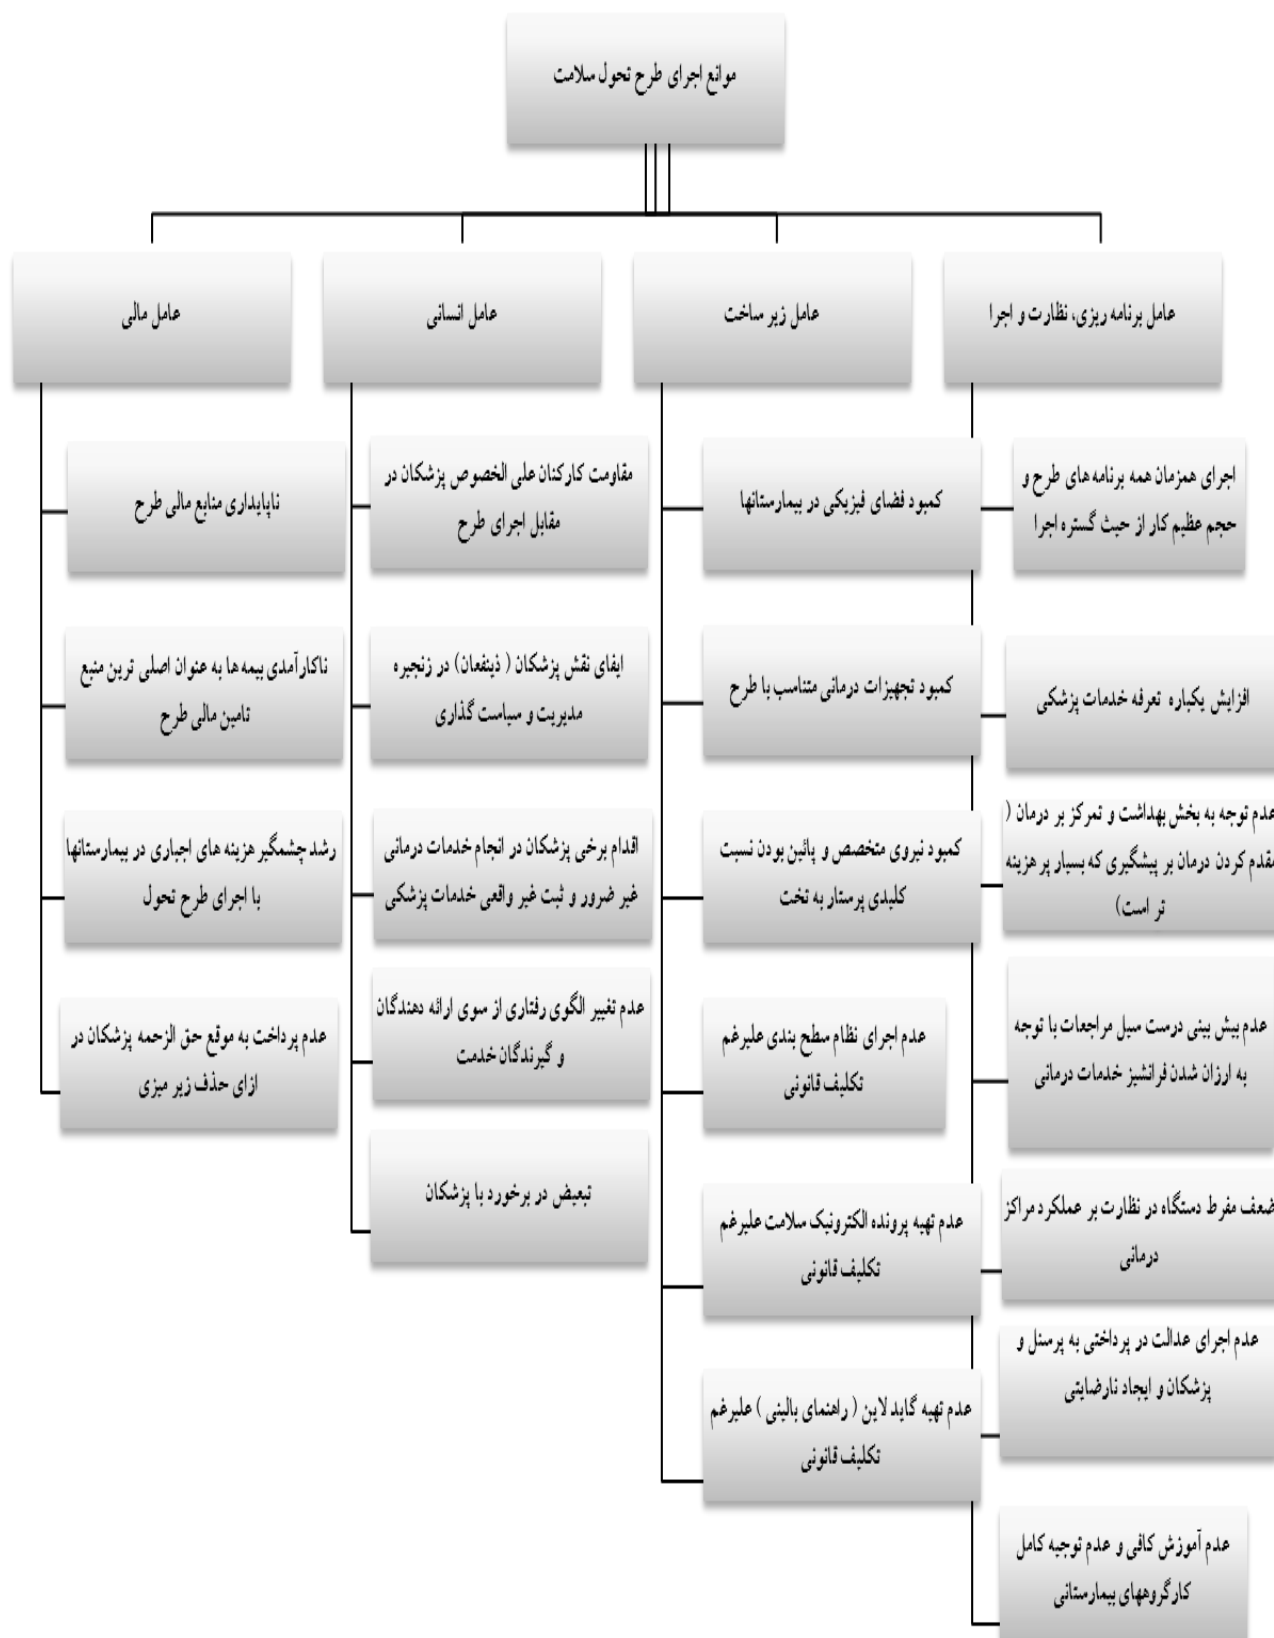 موانع اجرای طرح تحول سلامت
عامل برنامه ریزی، نظارت و اجرا
اجرای همزمان همه برنامه های طرح و
حجم عظیم کار از حیث گستره اجرا
افزایش یکباره تعرفه خدمات پزشکی
عدم توجه به بخش بهداشت و تمرکز بر درمان (
مقدم کردن درمان بر پیشگیری که بسیار پر هزینه
تر است)
عدم پیش بینی درست سیل مراجعات با توجه
به ارزان شدن فرانشیز خدمات درمانی
ضعف مفرط دستگاه در نظارت بر عملکرد مراکز
درمانی
عدم اجرای عدالت در پرداختی به پرسنل و
پزشکان و ایجاد نارضایتی
عدم آموزش کافی و عدم توجیه کامل
کارگروههای بیمارستانی
عامل زیر ساخت
کمبود فضای فیزیکی در بیمارستانها
کمبود تجهیزات درمانی متناسب با طرح
کمبود نیروی متخصص و پائین بودن نسبت
کلیدی پرستار به تخت
عدم اجرای نظام سطح بندی علیرغم
تکلیف قانونی
عدم تهیه پرونده الکترونیک سلامت علیرغم
تکلیف قانونی
عدم تهیه گاید لاین ( راهنمای بالینی ) علیرغم
تکلیف قانونی
عامل انسانی
مقاومت کارکنان علی الخصوص پزشکان در
مقابل اجرای طرح
ایفای نقش پزشکان ( ذینفعان) در زنجیره
مدیریت و سیاست گذاری
اقدام برخی پزشکان در انجام خدمات درمانی
غیر ضرور و ثبت غیر واقعی خدمات پزشکی
عدم تغییر الگوی رفتاری از سوی ارائه دهندگان
و گیرندگان خدمت
تبعیض در برخورد با پزشکان
عامل مالی
ناپایداری منابع مالی طرح
ناکارآمدی بیمه ها به عنوان اصلی ترین منبع
تامین مالی طرح
رشد چشمگیر هزینه های اجباری در بیمارستانها
با اجرای طرح تحول
عدم پرداخت به موقع حق الزحمه پزشکان در
ازای حذف زیر میزی